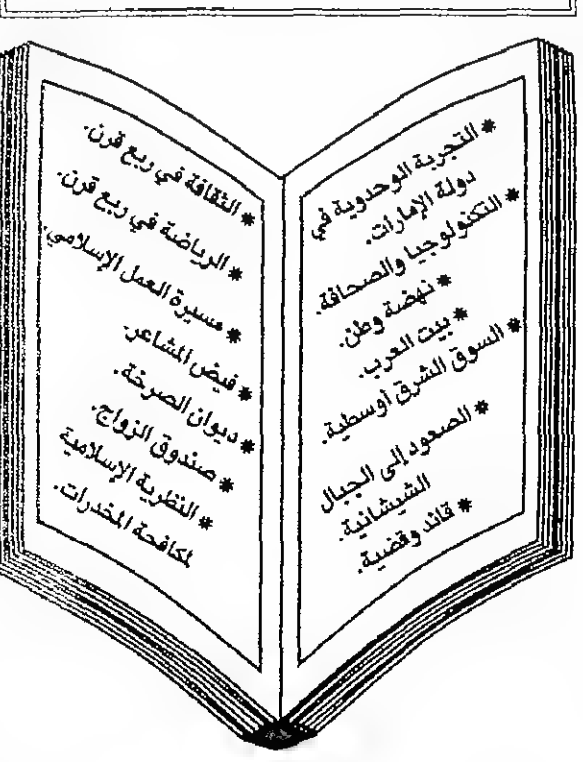 * التجربة الوحدوية في
دولة الإمارات.
* التكنولوجيا والصحافة.
* نهضة وطن.
* بيت العرب.
* السوق الشرق أوسطية.
* الصعود إلى الجبال
الشيشانية.
* قائد وقضية.
* الثقافة في ربع قرن.
* الرياضة في ربع قرن.
* مسيرة العمل الإسلامي.
* فيض المشاعر.
* ديوان الصرخة.
* صندوق الزواج.
* النظرية الإسلامية
لمكافحة المخدرات.